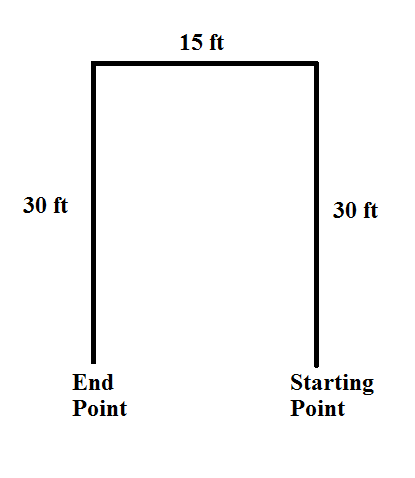 15 ft
30 ft
30 ft
End
Point
Starting
Point